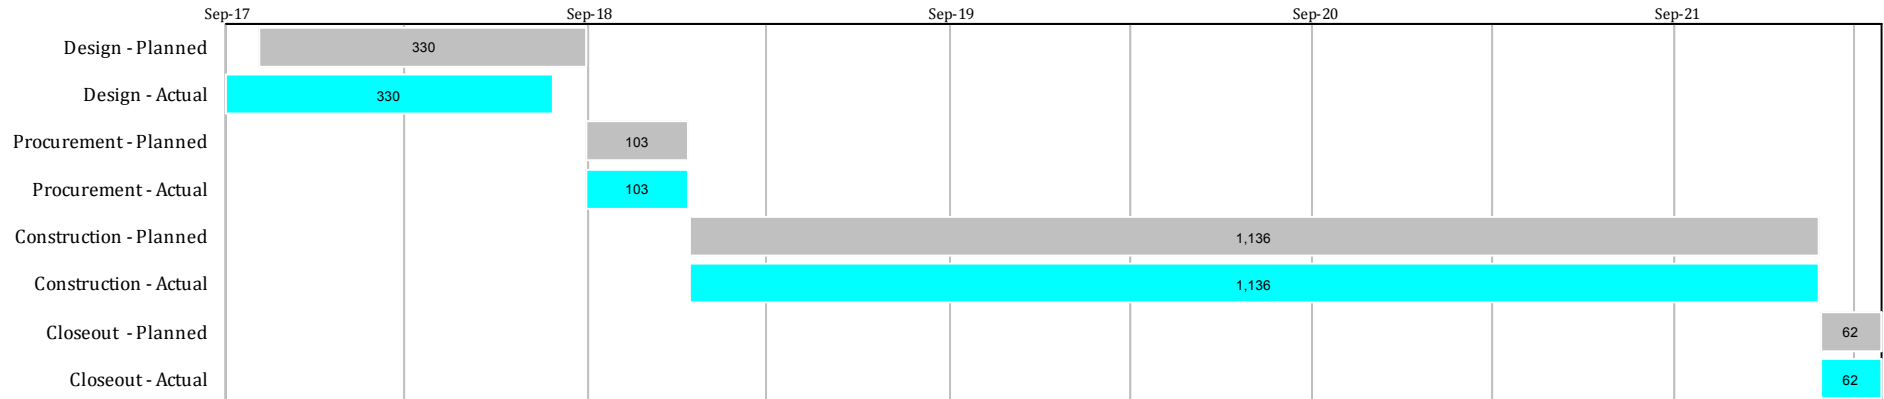 Sep-17 Sep-18 Sep-19 Sep-20 Sep-21
Design - Planned 330
Design - Actual 330
Procurement - Planned 103
Procurement - Actual 103
Construction - Planned 1,136
Construction - Actual 1,136
Closeout - Planned 62
Closeout - Actual 62